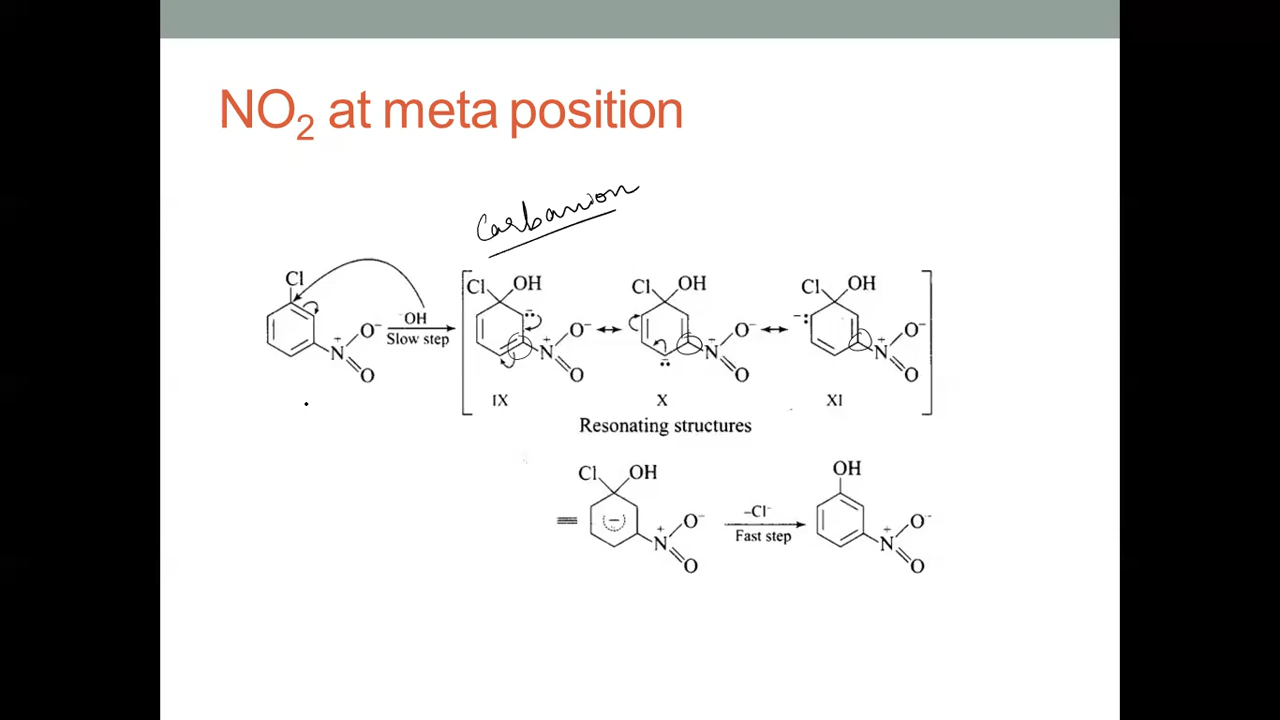 NO₂ at meta position
Carbanion
Cl
⁻OH
Slow step
N⁺
O⁻
O
Cl OH
N⁺
O⁻
O
IX
Cl OH
N⁺
O⁻
O
X
Cl OH
N⁺
O⁻
O
XI
Resonating structures
Cl OH
N⁺
O⁻
O
–Cl⁻
Fast step
OH
N⁺
O⁻
O